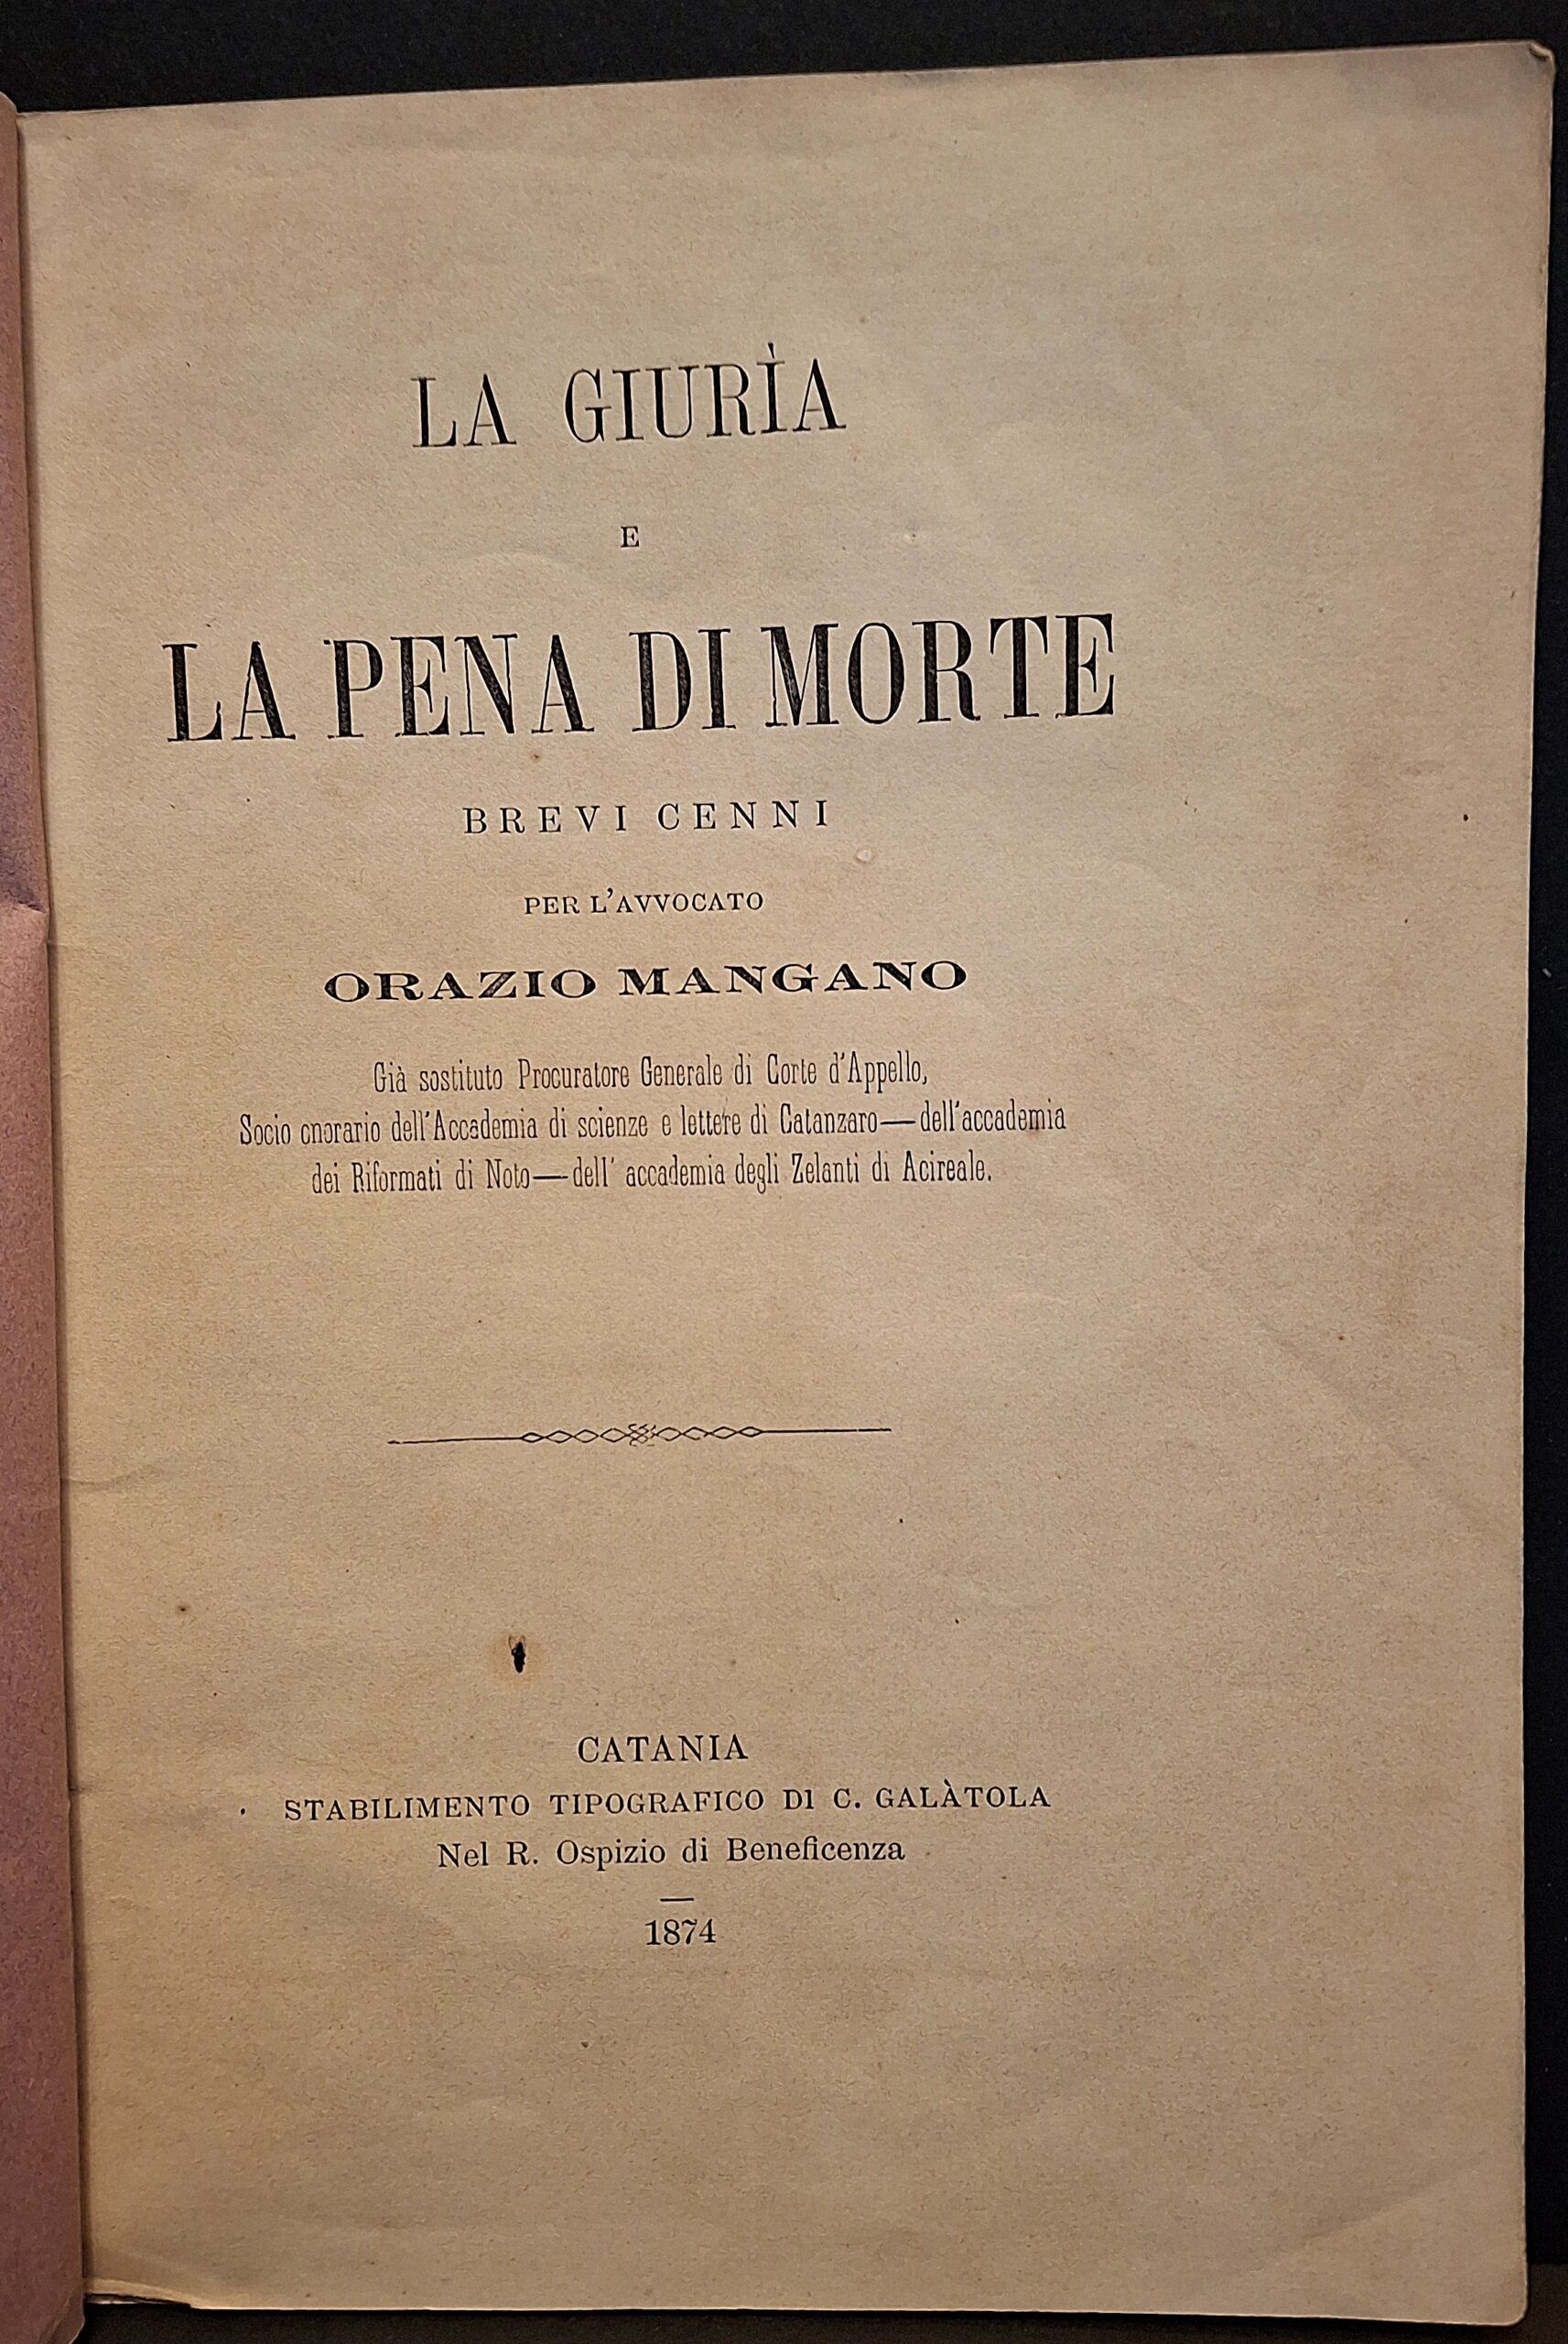 LA GIURÌA
E
LA PENA DI MORTE
BREVI CENNI
PER L'AVVOCATO
ORAZIO MANGANO
Già sostituto Procuratore Generale di Corte d'Appello,
Socio onorario dell'Accademia di scienze e lettere di Catanzaro—dell'accademia
dei Riformati di Noto—dell' accademia degli Zelanti di Acireale.
CATANIA
STABILIMENTO TIPOGRAFICO DI C. GALÀTOLA
Nel R. Ospizio di Beneficenza
1874